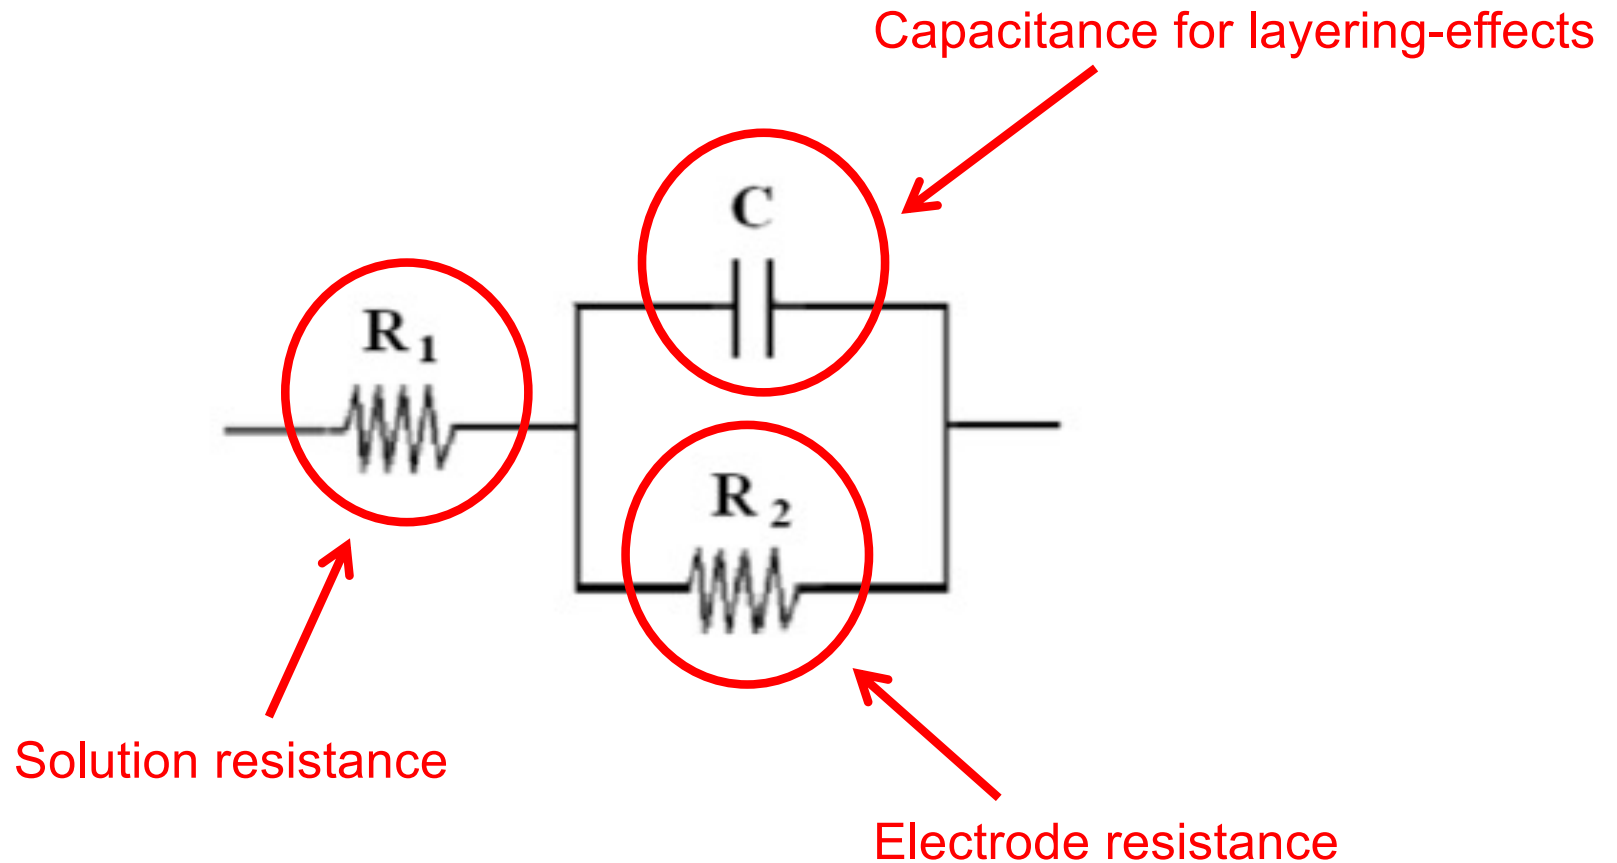 Capacitance for layering-effects
C
R1
R2
Solution resistance
Electrode resistance